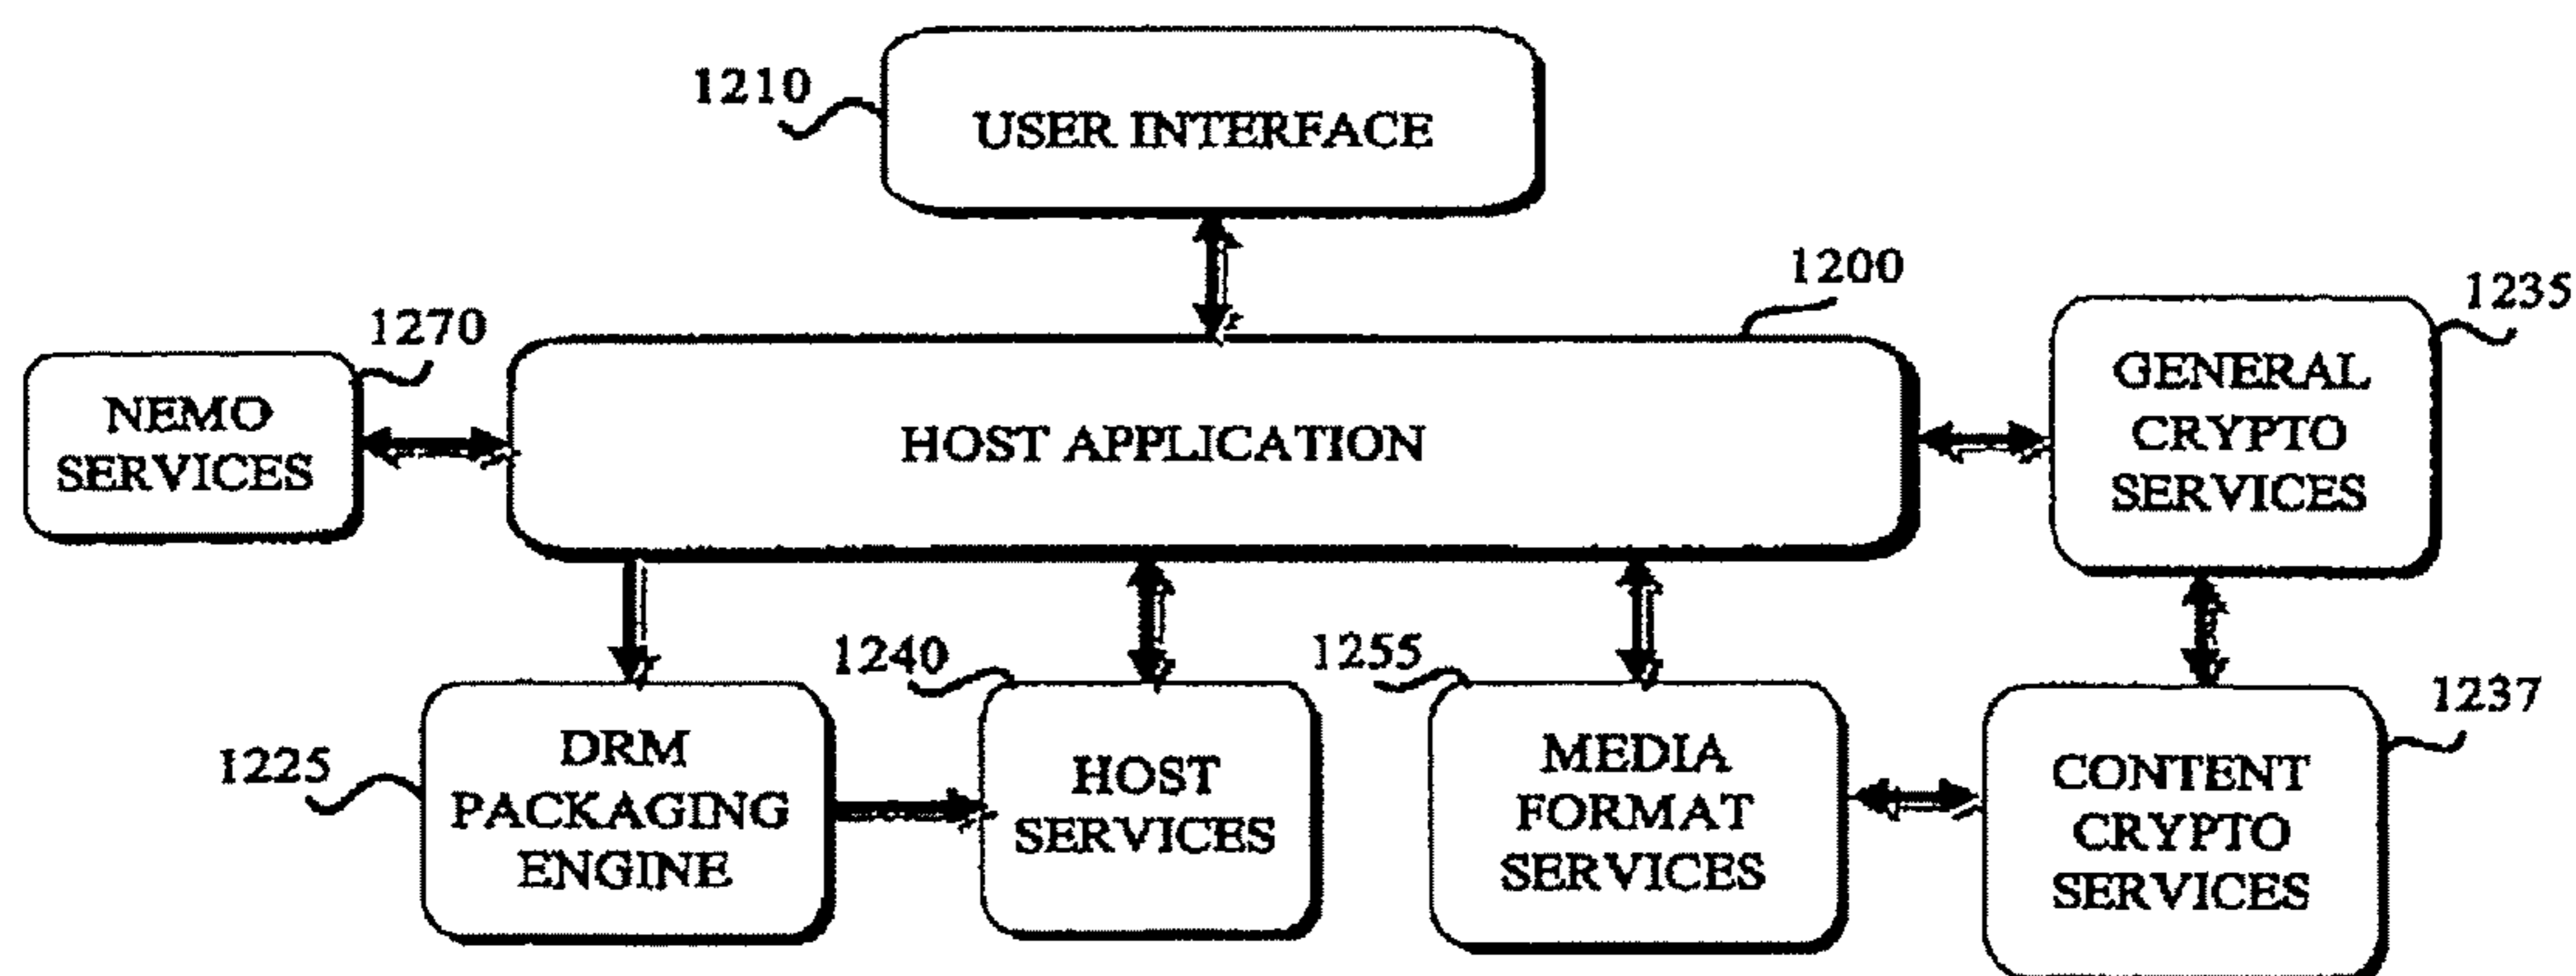 1210
USER INTERFACE
1200
1235
1270
NEMO
SERVICES
HOST APPLICATION
GENERAL
CRYPTO
SERVICES
1240
1255
1237
1225
DRM
PACKAGING
ENGINE
HOST
SERVICES
MEDIA
FORMAT
SERVICES
CONTENT
CRYPTO
SERVICES